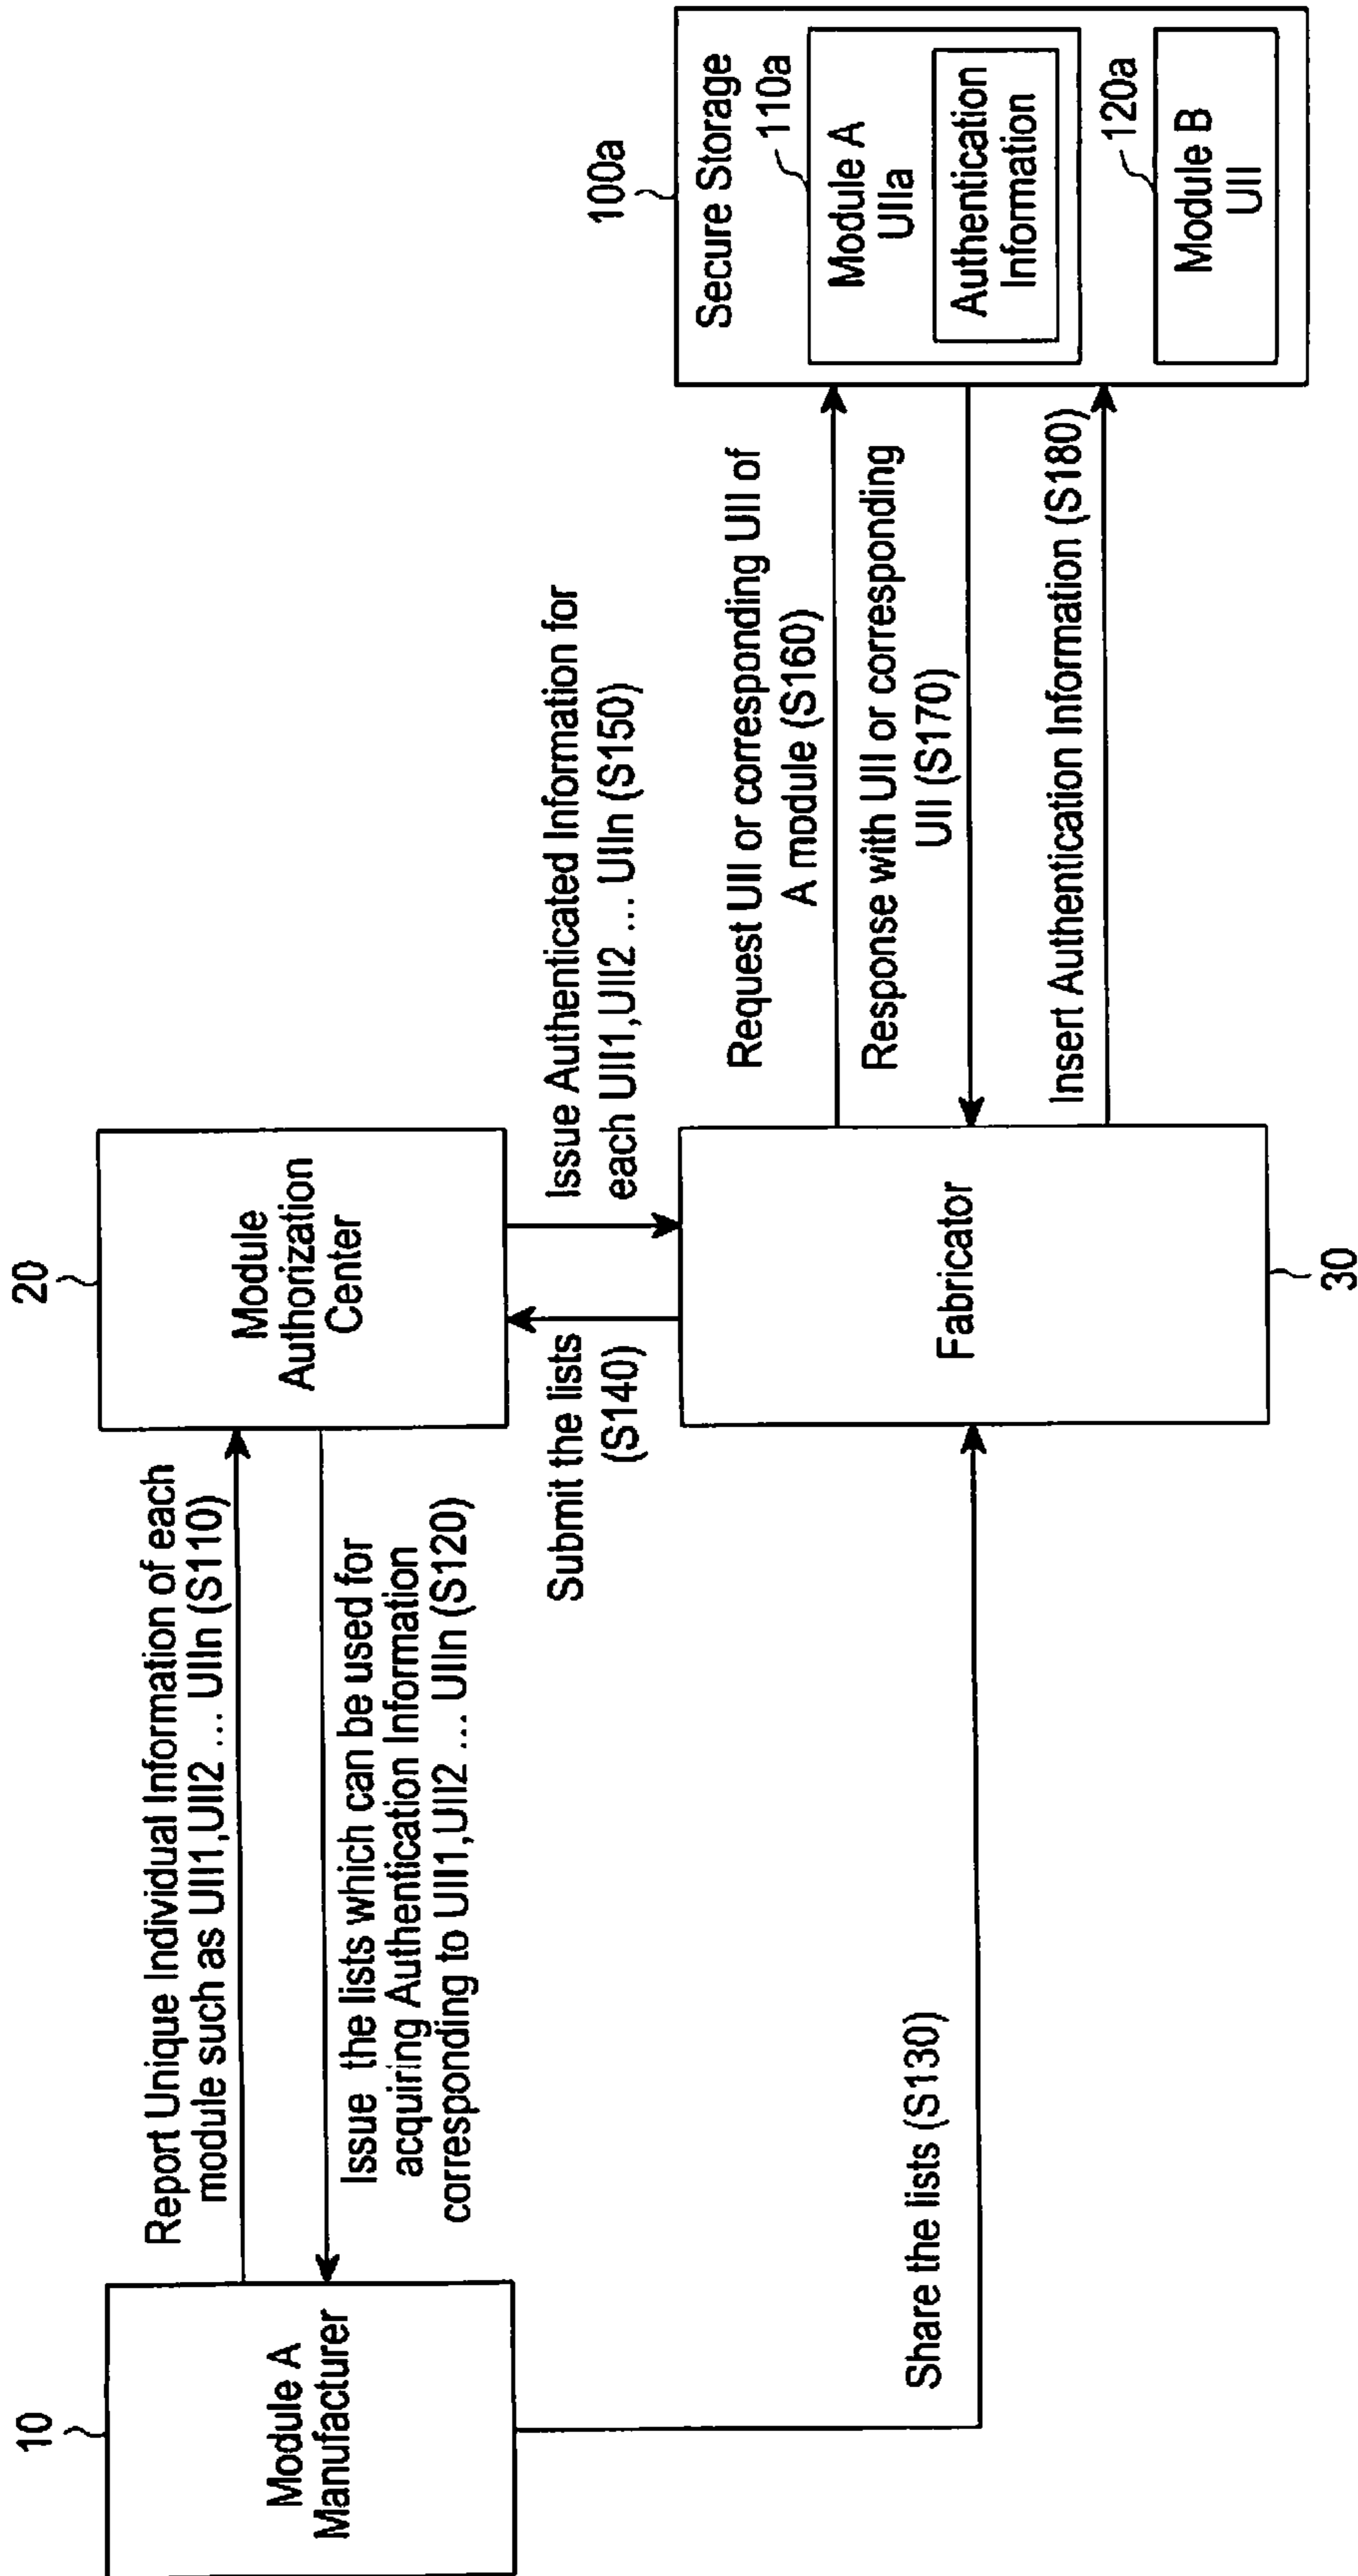 10
Module A
Manufacturer
Report Unique Individual Information of each
module such as UII1,UII2 ... UIIn (S110)
Issue the lists which can be used for
acquiring Authentication Information
corresponding to UII1,UII2 ... UIIn (S120)
20
Module
Authorization
Center
Submit the lists
(S140)
Issue Authenticated Information for
each UII1,UII2 ... UIIn (S150)
Share the lists (S130)
Fabricator
30
Request UII or corresponding UII of
A module (S160)
Response with UII or corresponding
UII (S170)
Insert Authentication Information (S180)
100a
Secure Storage
110a
Module A
UIIa
Authentication
Information
120a
Module B
UII